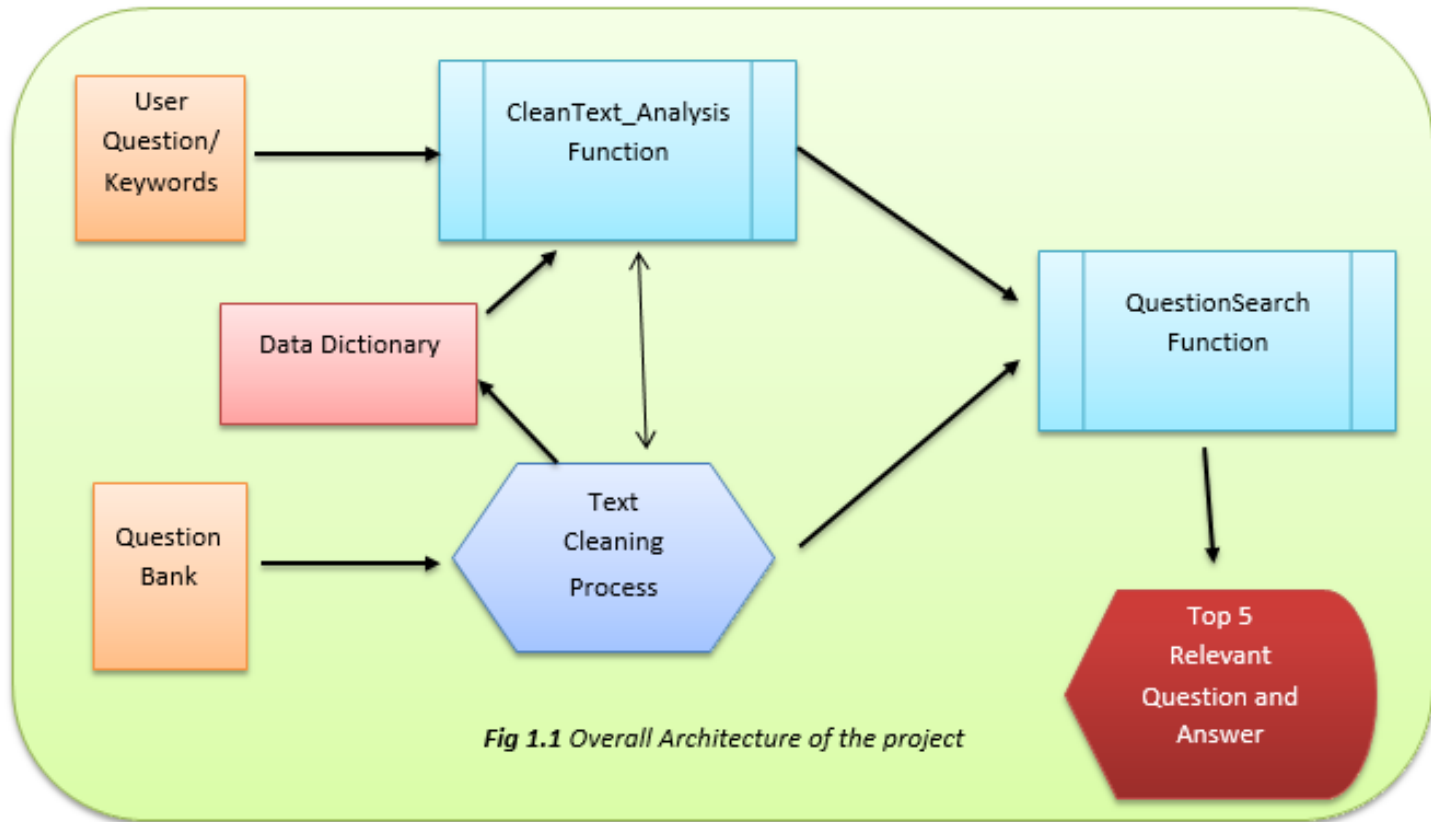 User
Question/
Keywords
CleanText_Analysis
Function
QuestionSearch
Function
Data Dictionary
Question
Bank
Text
Cleaning
Process
Top 5
Relevant
Question and
Answer
Fig 1.1 Overall Architecture of the project